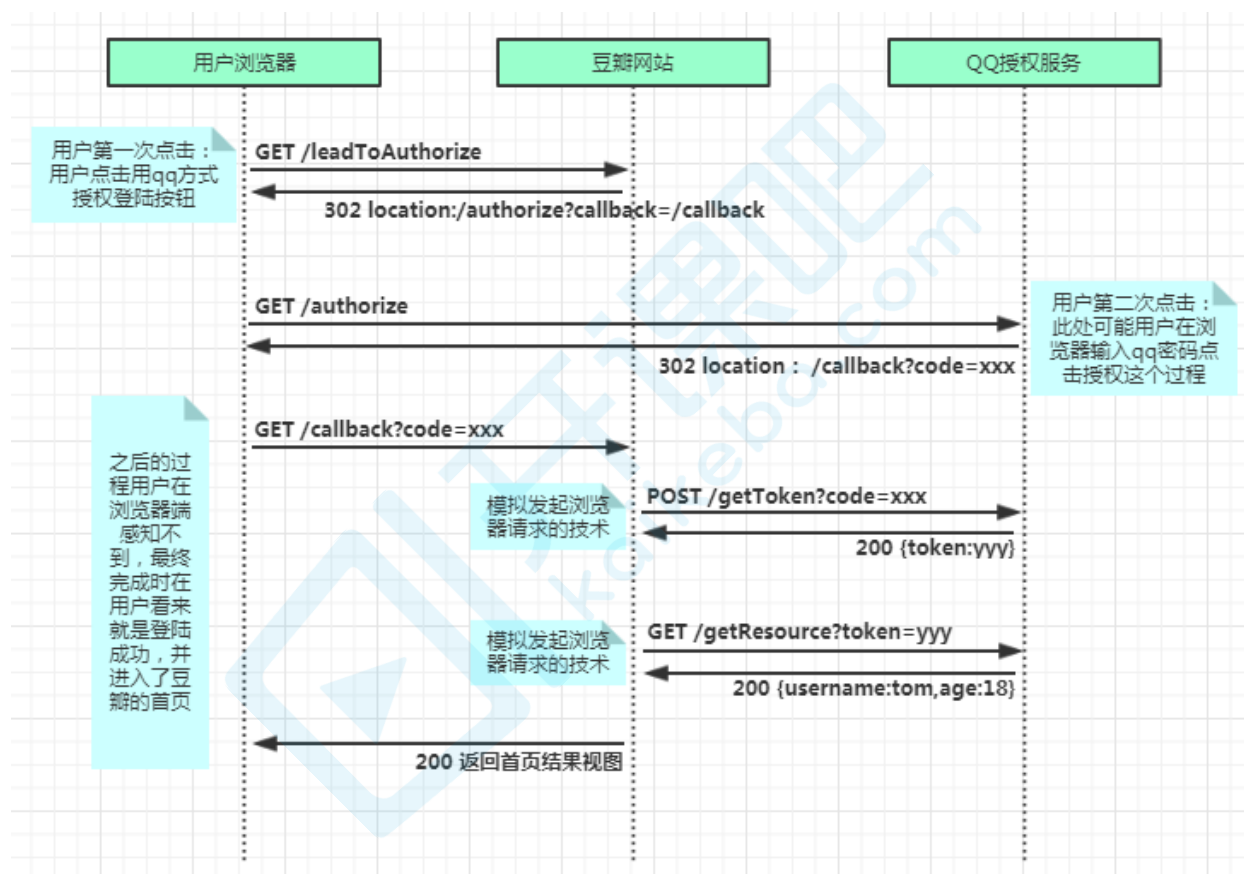 用户浏览器
豆瓣网站
QQ授权服务
用户第一次点击：
用户点击用qq方式
授权登陆按钮
GET /leadToAuthorize
302 location:/authorize?callback=/callback
GET /authorize
302 location： /callback?code=xxx
用户第二次点击：
此处可能用户在浏
览器输入qq密码点
击授权这个过程
GET /callback?code=xxx
之后的过
程用户在
浏览器端
感知不
到，最终
完成时在
用户看来
就是登陆
成功，并
进入了豆
瓣的首页
模拟发起浏览
器请求的技术
POST /getToken?code=xxx
200 {token:yyy}
模拟发起浏览
器请求的技术
GET /getResource?token=yyy
200 {username:tom,age:18}
200 返回首页结果视图
开课吧
kaikeba.com